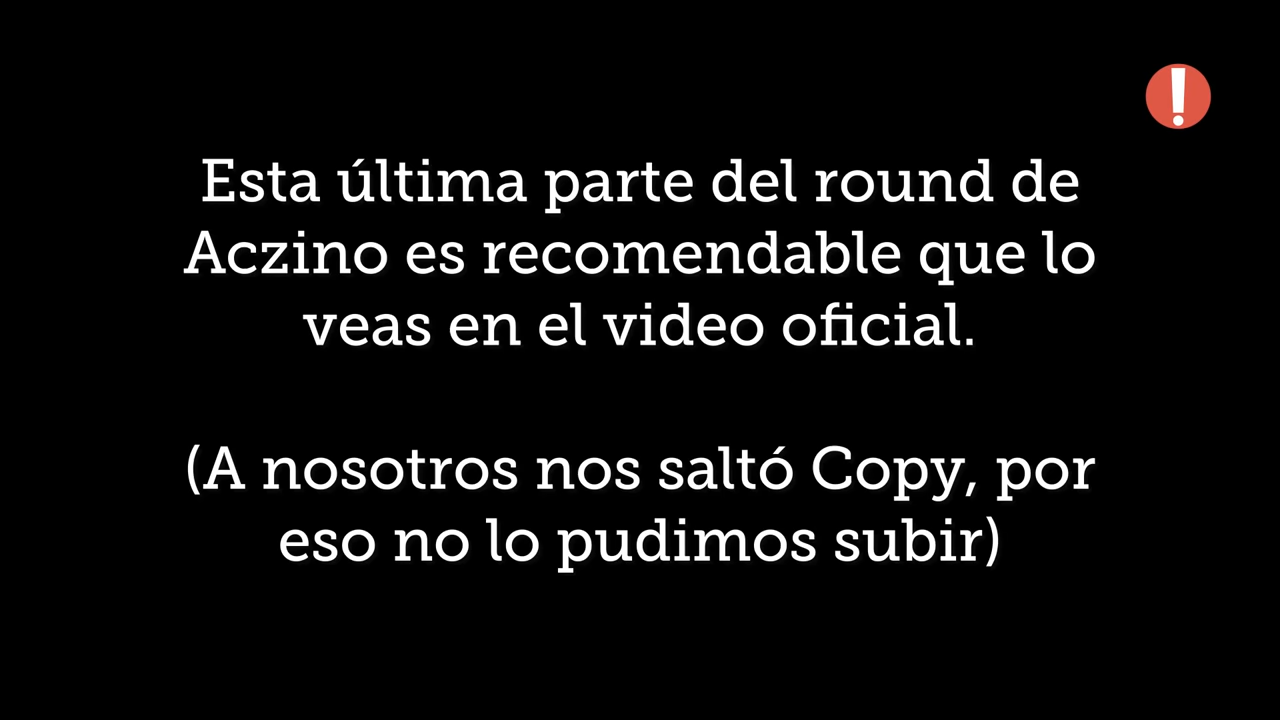 Esta última parte del round de
Aczino es recomendable que lo
veas en el video oficial.
(A nosotros nos saltó Copy, por
eso no lo pudimos subir)